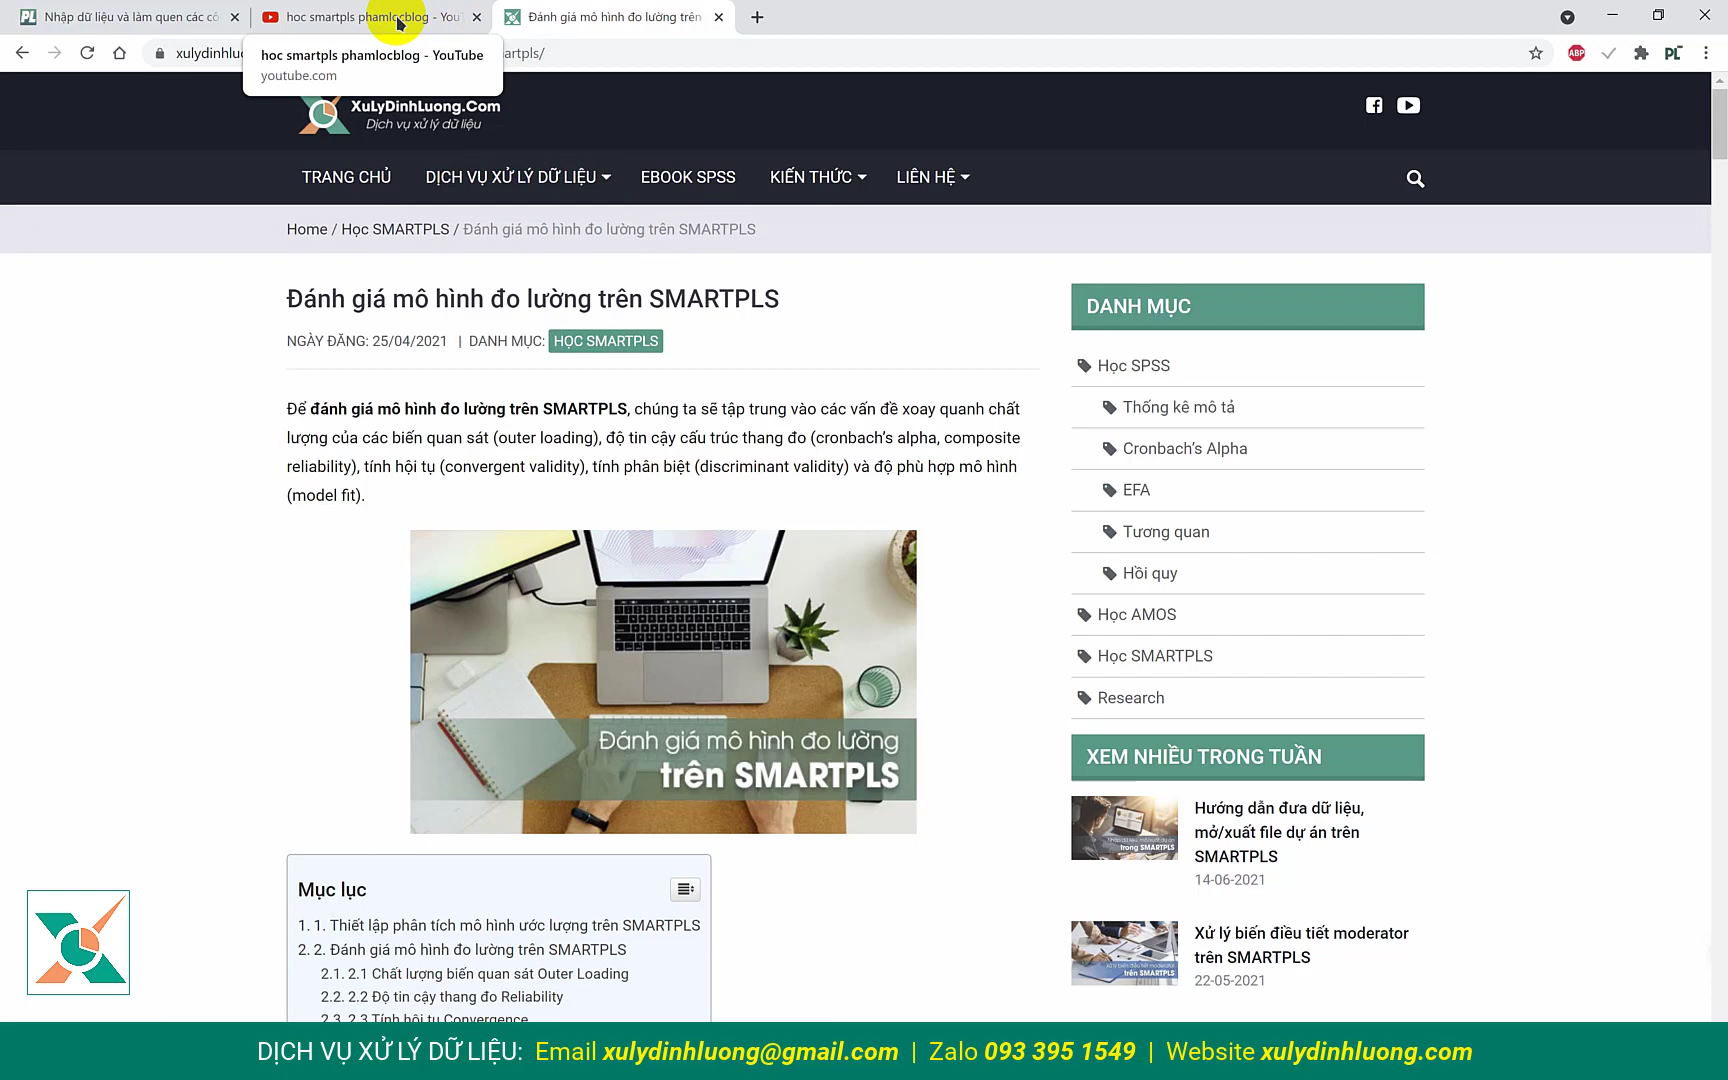 Nhập dữ liệu và làm quen các cô
hoc smartpls phamlocblog - YouT
Đánh giá mô hình đo lường trên
hoc smartpls phamlocblog - YouTube
youtube.com
XuLyDinhLuong.Com
Dịch vụ xử lý dữ liệu
TRANG CHỦ DỊCH VỤ XỬ LÝ DỮ LIỆU EBOOK SPSS KIẾN THỨC LIÊN HỆ
Home / Học SMARTPLS / Đánh giá mô hình đo lường trên SMARTPLS
Đánh giá mô hình đo lường trên SMARTPLS
NGÀY ĐĂNG: 25/04/2021 | DANH MỤC: HỌC SMARTPLS
Để đánh giá mô hình đo lường trên SMARTPLS, chúng ta sẽ tập trung vào các vấn đề xoay quanh chất
lượng của các biến quan sát (outer loading), độ tin cậy cấu trúc thang đo (cronbach’s alpha, composite
reliability), tính hội tụ (convergent validity), tính phân biệt (discriminant validity) và độ phù hợp mô hình
(model fit).
Đánh giá mô hình đo lường
trên SMARTPLS
Mục lục
1. 1. Thiết lập phân tích mô hình ước lượng trên SMARTPLS
2. 2. Đánh giá mô hình đo lường trên SMARTPLS
2.1. 2.1 Chất lượng biến quan sát Outer Loading
2.2. 2.2 Độ tin cậy thang đo Reliability
2.3. 2.3 Tính hội tụ Convergence
DANH MỤC
Học SPSS
Thống kê mô tả
Cronbach’s Alpha
EFA
Tương quan
Hồi quy
Học AMOS
Học SMARTPLS
Research
XEM NHIỀU TRONG TUẦN
Hướng dẫn đưa dữ liệu,
mở/xuất file dự án trên
SMARTPLS
14-06-2021
Xử lý biến điều tiết moderator
trên SMARTPLS
22-05-2021
DỊCH VỤ XỬ LÝ DỮ LIỆU: Email xulydinhluong@gmail.com | Zalo 093 395 1549 | Website xulydinhluong.com